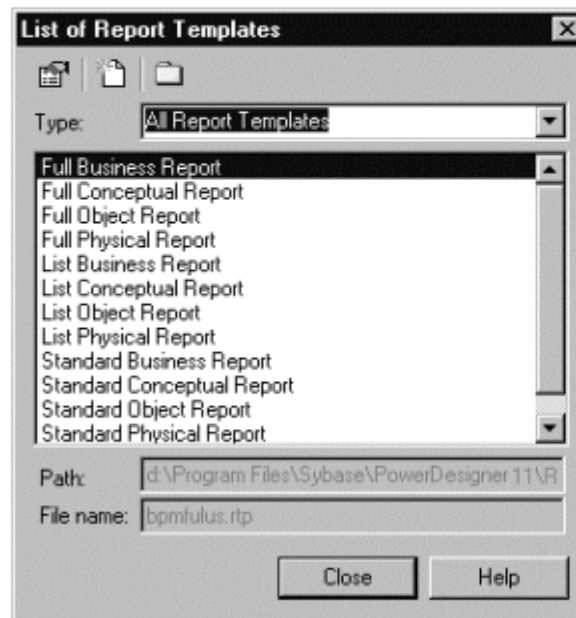 List of Report Templates
Type: All Report Templates
Full Business Report
Full Conceptual Report
Full Object Report
Full Physical Report
List Business Report
List Conceptual Report
List Object Report
List Physical Report
Standard Business Report
Standard Conceptual Report
Standard Object Report
Standard Physical Report
Path: d:\Program Files\Sybase\PowerDesigner 11\R
File name: bpmfulus.rtp
Close Help